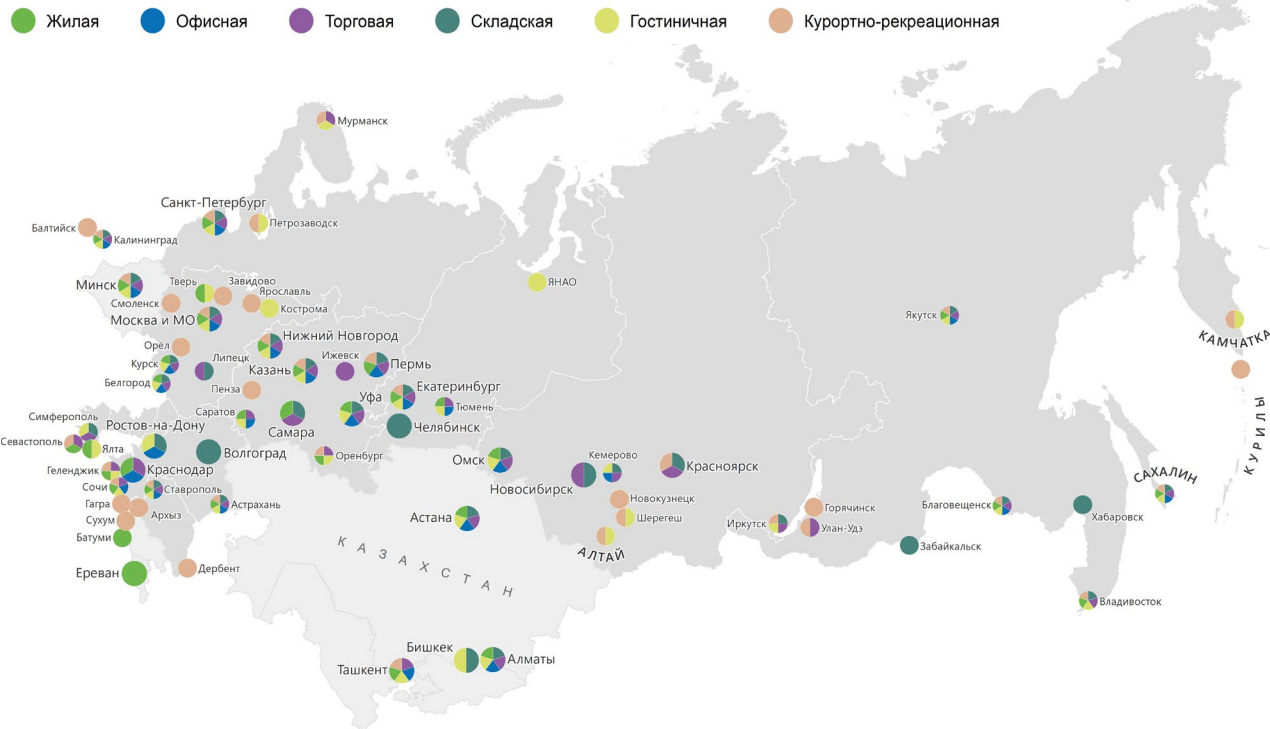 Жилая
Офисная
Торговая
Складская
Гостиничная
Курортно-рекреационная
Мурманск
Санкт-Петербург
Петрозаводск
Балтийск
Калининград
Минск
Тверь
Завидово
Ярославль
Смоленск
Кострома
Москва и МО
ЯНАО
Якутск
КАМЧАТКА
Орёл
Нижний Новгород
Курск
Липецк
Ижевск
Казань
Пермь
Белгород
Пенза
Уфа
Екатеринбург
Тюмень
Саратов
Самара
Челябинск
Симферополь
Ростов-на-Дону
Севастополь
Ялта
Волгоград
Оренбург
Омск
Кемерово
Новосибирск
Красноярск
КУРИЛЫ
Геленджик
Краснодар
Сочи
Ставрополь
Гагра
Архыз
Астрахань
Сухум
Батуми
Новокузнецк
Шерегеш
Астана
АЛТАЙ
Иркутск
Горячинск
Улан-Удэ
Забайкальск
Благовещенск
Хабаровск
САХАЛИН
Ереван
Дербент
КАЗАХСТАН
Владивосток
Бишкек
Ташкент
Алматы